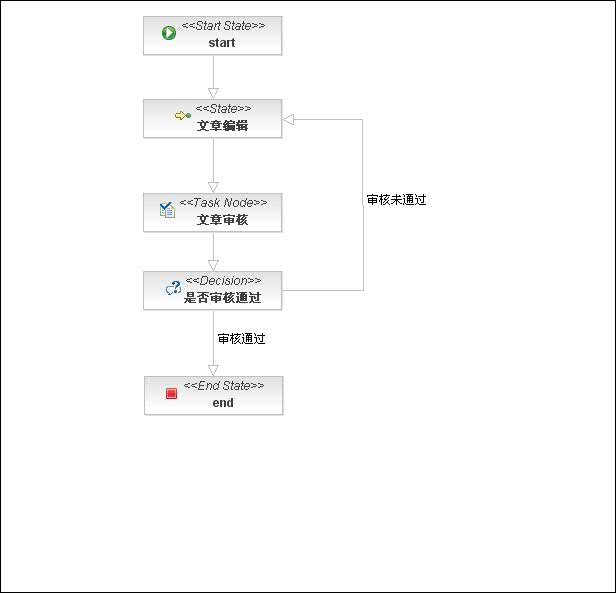 <<Start State>>
start
<<State>>
文章编辑
审核未通过
<<Task Node>>
文章审核
<<Decision>>
是否审核通过
审核通过
<<End State>>
end